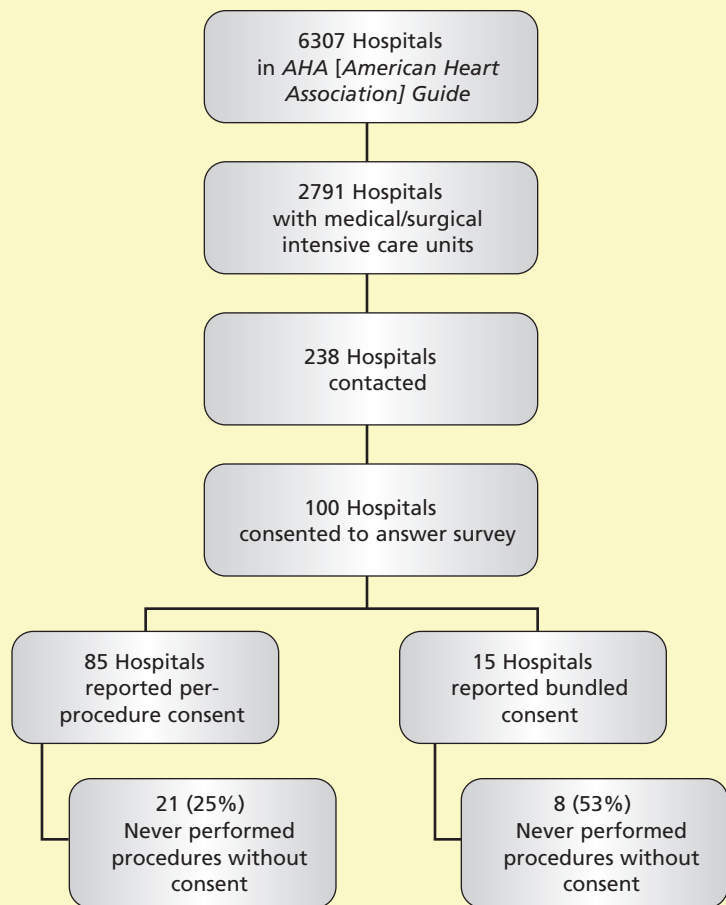 6307 Hospitals
in AHA [American Heart
Association] Guide
2791 Hospitals
with medical/surgical
intensive care units
238 Hospitals
contacted
100 Hospitals
consented to answer survey
85 Hospitals
reported per-
procedure consent
15 Hospitals
reported bundled
consent
21 (25%)
Never performed
procedures without
consent
8 (53%)
Never performed
procedures without
consent